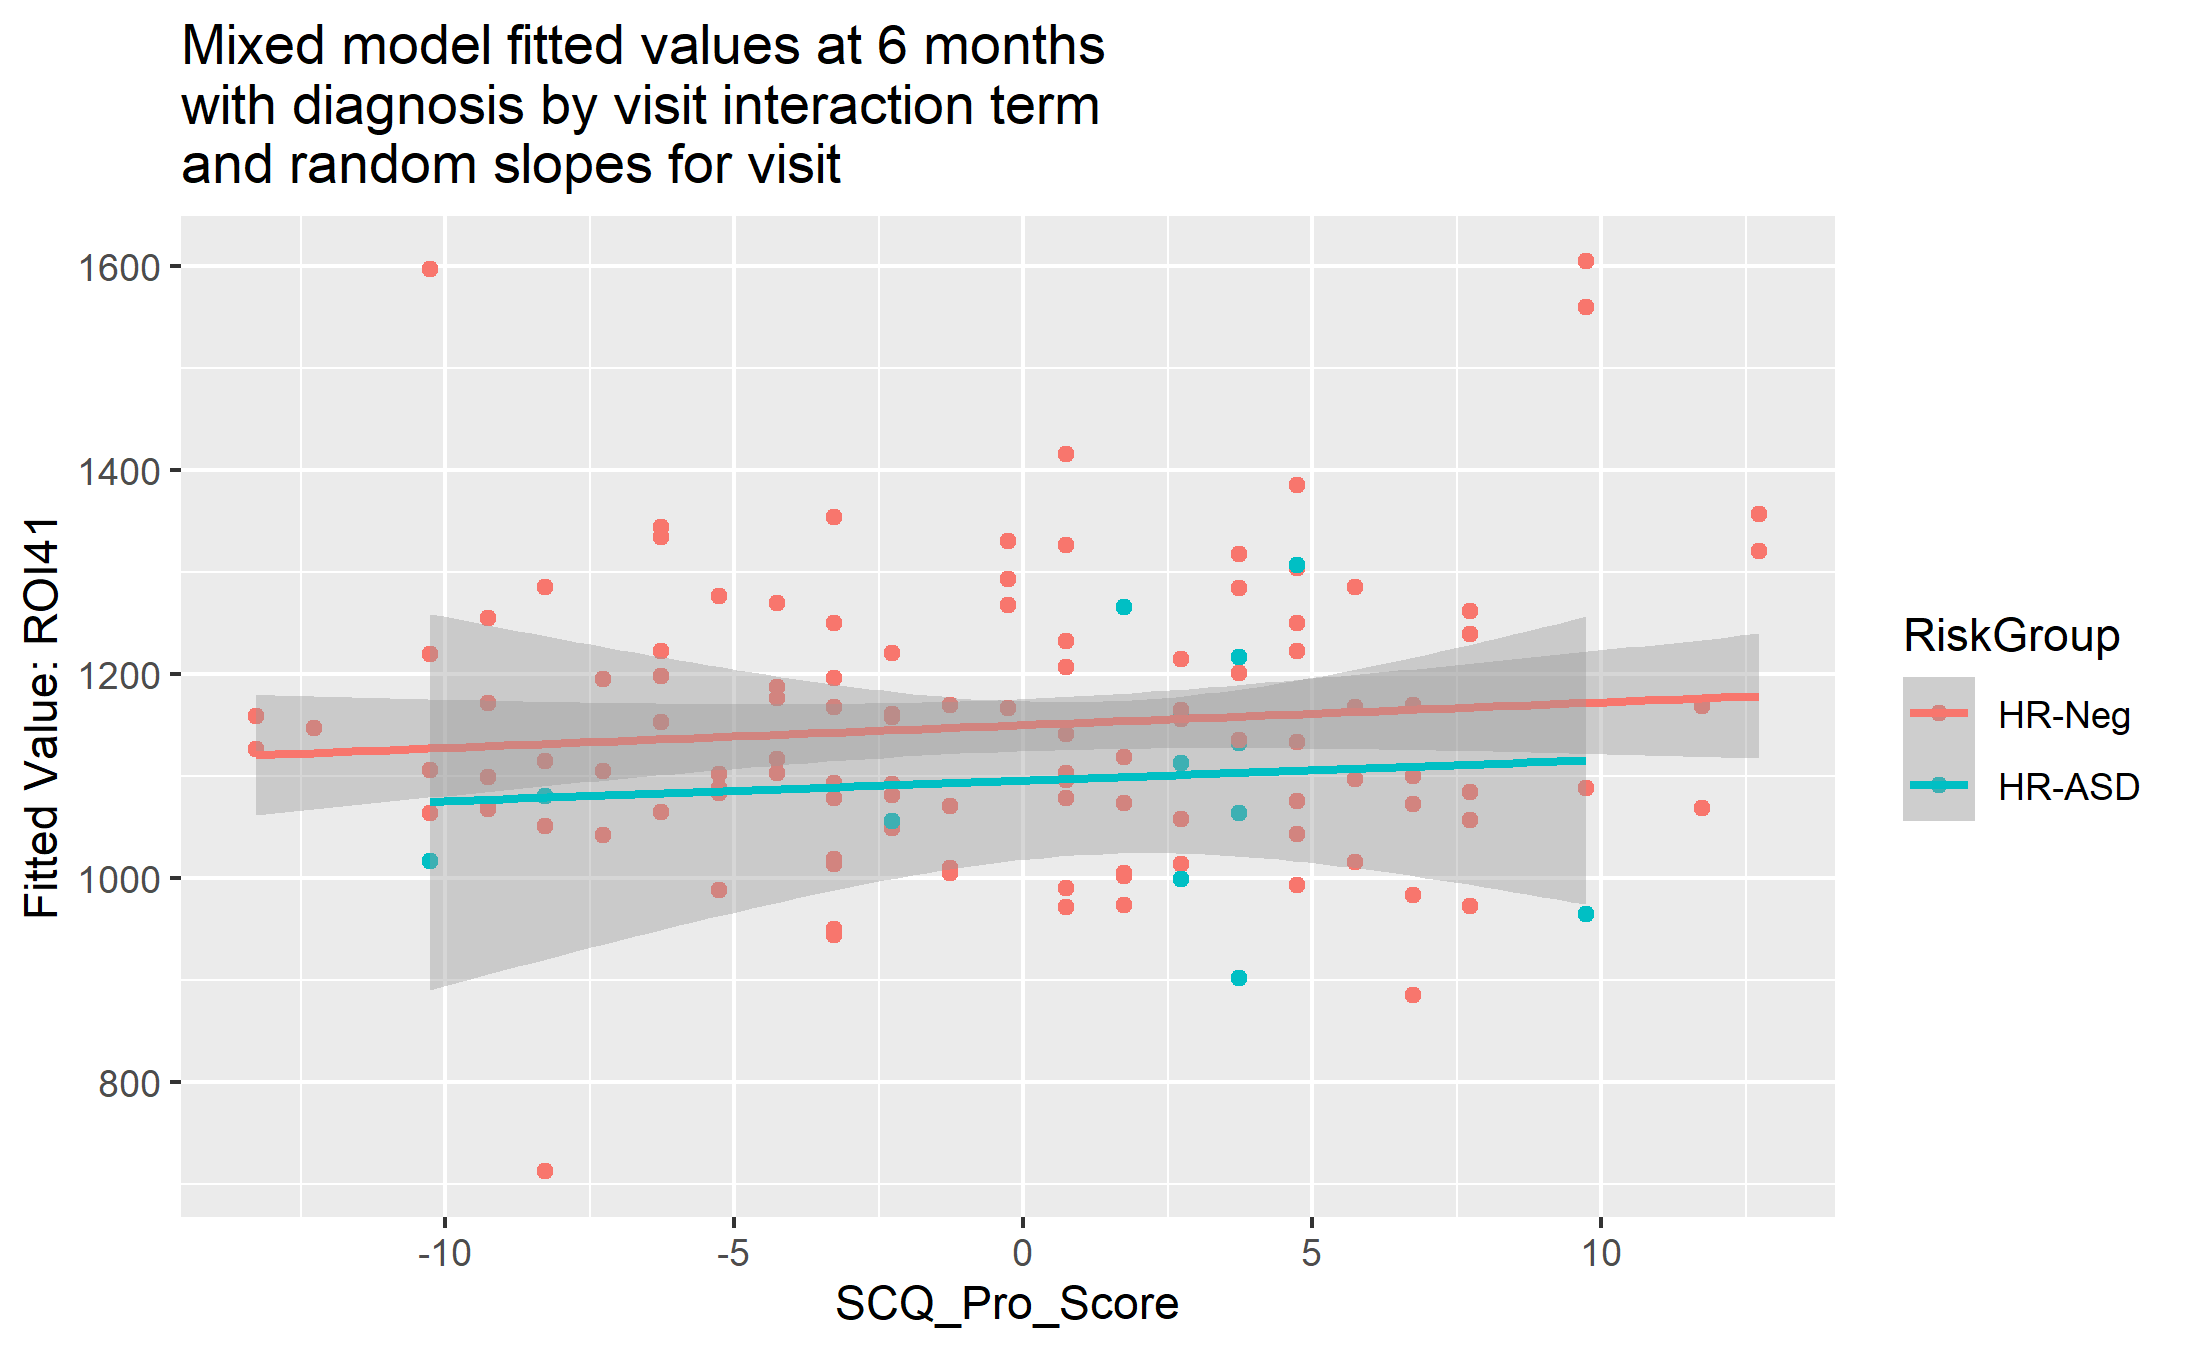 Mixed model fitted values at 6 months
with diagnosis by visit interaction term
and random slopes for visit
1600
1400
1200
1000
800
Fitted Value: ROI41
-10
-5
0
5
10
SCQ_Pro_Score
RiskGroup
HR-Neg
HR-ASD